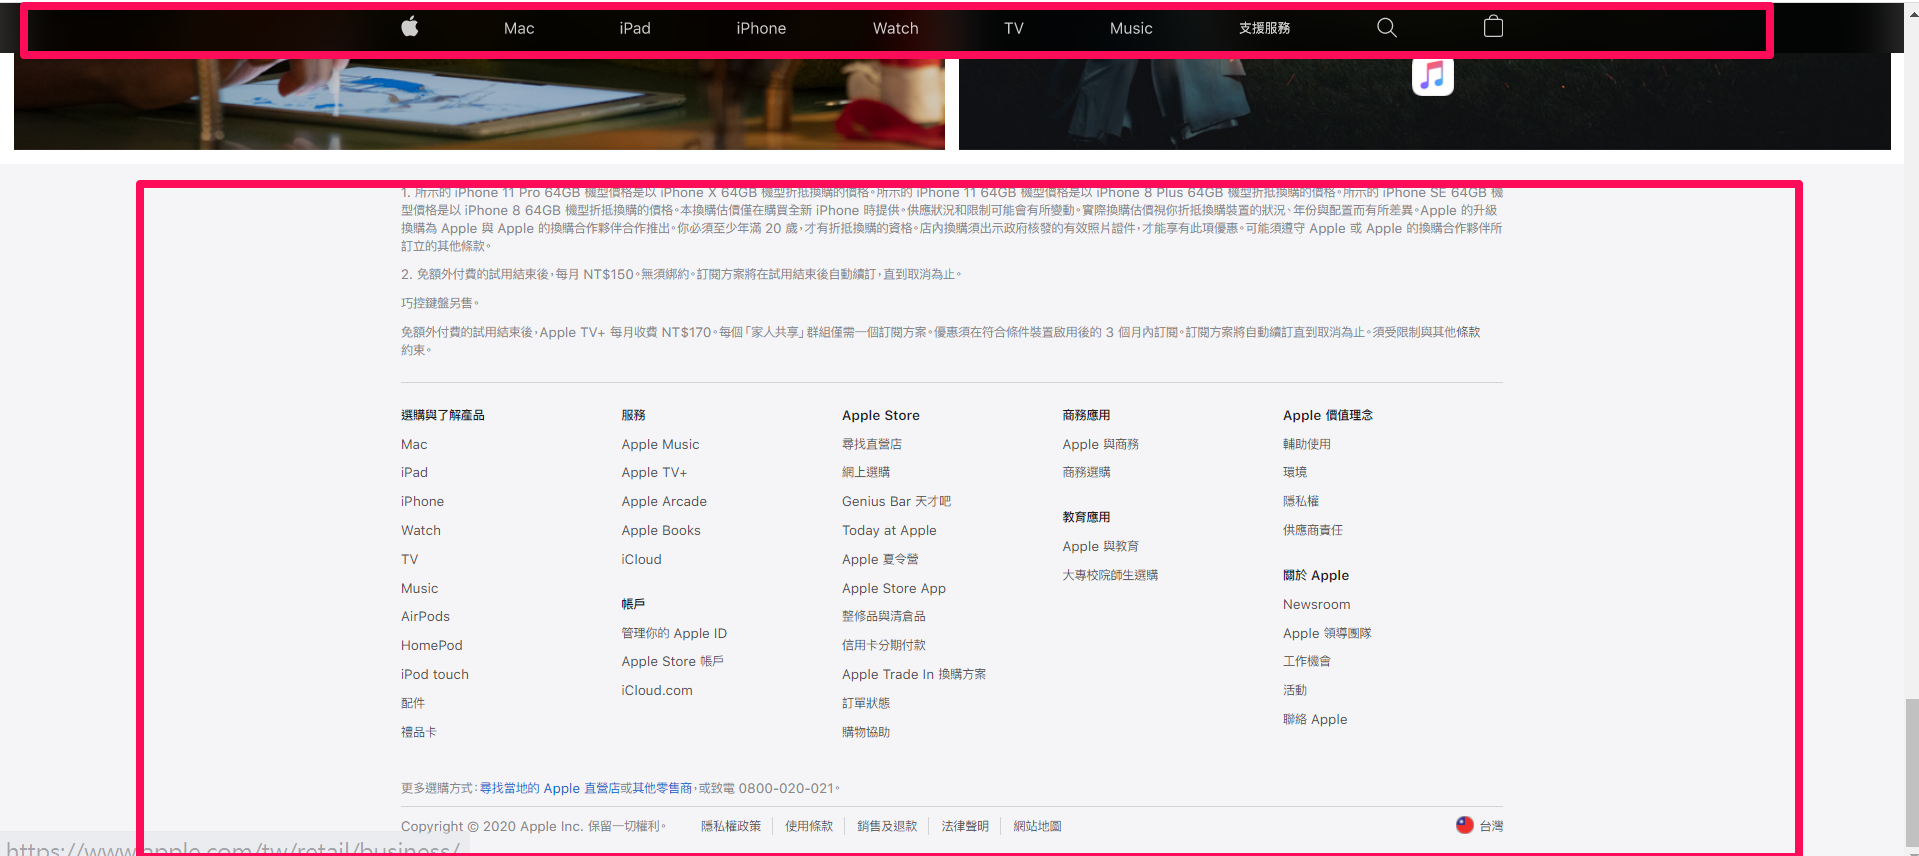 Mac iPad iPhone Watch TV Music 支援服務
1. 所示的 iPhone 11 Pro 64GB 機型價格是以 iPhone X 64GB 機型折抵換購的價格。所示的 iPhone 11 64GB 機型價格是以 iPhone 8 Plus 64GB 機型折抵換購的價格。所示的 iPhone SE 64GB 機
型價格是以 iPhone 8 64GB 機型折抵換購的價格。本換購估價僅在購買全新 iPhone 時提供。供應狀況和限制可能會有所變動。實際換購估價視你折抵換購裝置的狀況、年份與配置而有所差異。Apple 的升級
換購為 Apple 與 Apple 的換購合作夥伴合作推出。你必須至少年滿 20 歲，才有折抵換購的資格。店內換購須出示政府核發的有效照片證件，才能享有此項優惠。可能須遵守 Apple 或 Apple 的換購合作夥伴所
訂立的其他條款。
2. 免額外付費的試用結束後，每月 NT$150。無須綁約。訂閱方案將在試用結束後自動續訂，直到取消為止。
巧控鍵盤另售。
免額外付費的試用結束後，Apple TV+ 每月收費 NT$170。每個「家人共享」群組僅需一個訂閱方案。優惠須在符合條件裝置啟用後的 3 個月內訂閱。訂閱方案將自動續訂直到取消為止。須受限制與其他條款
約束。
選購與了解產品
Mac
iPad
iPhone
Watch
TV
Music
AirPods
HomePod
iPod touch
配件
禮品卡
服務
Apple Music
Apple TV+
Apple Arcade
Apple Books
iCloud
帳戶
管理你的 Apple ID
Apple Store 帳戶
iCloud.com
Apple Store
尋找直營店
網上選購
Genius Bar 天才吧
Today at Apple
Apple 夏令營
Apple Store App
整修品與清倉品
信用卡分期付款
Apple Trade In 換購方案
訂單狀態
購物協助
商務應用
Apple 與商務
商務選購
教育應用
Apple 與教育
大專校院師生選購
Apple 價值理念
輔助使用
環境
隱私權
供應商責任
關於 Apple
Newsroom
Apple 領導團隊
工作機會
活動
聯絡 Apple
更多選購方式：尋找當地的 Apple 直營店或其他零售商，或致電 0800-020-021。
Copyright © 2020 Apple Inc. 保留一切權利。 隱私權政策 使用條款 銷售及退款 法律聲明 網站地圖 台灣
https://www.apple.com/tw/retail/business/